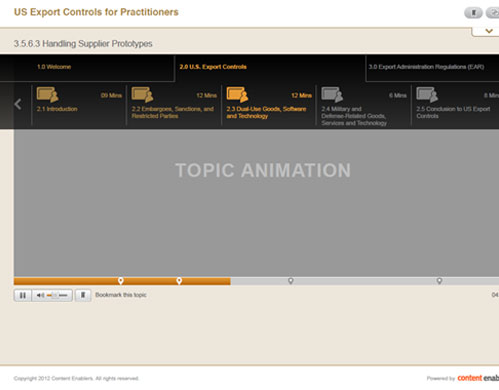 US Export Controls for Practitioners
3.5.6.3 Handling Supplier Prototypes
1.0 Welcome
2.0 U.S. Export Controls
3.0 Export Administration Regulations (EAR)
09 Mins
2.1 Introduction
12 Mins
2.2 Embargoes, Sanctions, and
Restricted Parties
12 Mins
2.3 Dual-Use Goods, Software
and Technology
6 Mins
2.4 Military and
Defense-Related Goods,
Services and Technology
8 Min
2.5 Conclusion to US Export
Controls
TOPIC ANIMATION
Bookmark this topic
04
Copyright 2012 Content Enablers. All rights reserved.
Powered by: content enab